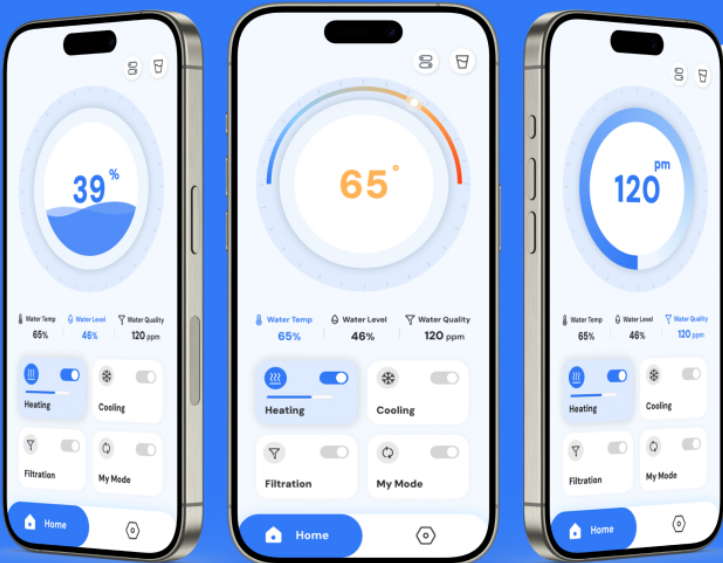 39 %
Water Temp Water Level Water Quality
65% 46% 120 ppm
Heating Cooling
Filtration My Mode
Home
65°
Water Temp Water Level Water Quality
65% 46% 120 ppm
Heating Cooling
Filtration My Mode
Home
120 pm
Water Temp Water Level Water Quality
65% 46% 120 ppm
Heating Cooling
Filtration My Mode
Home